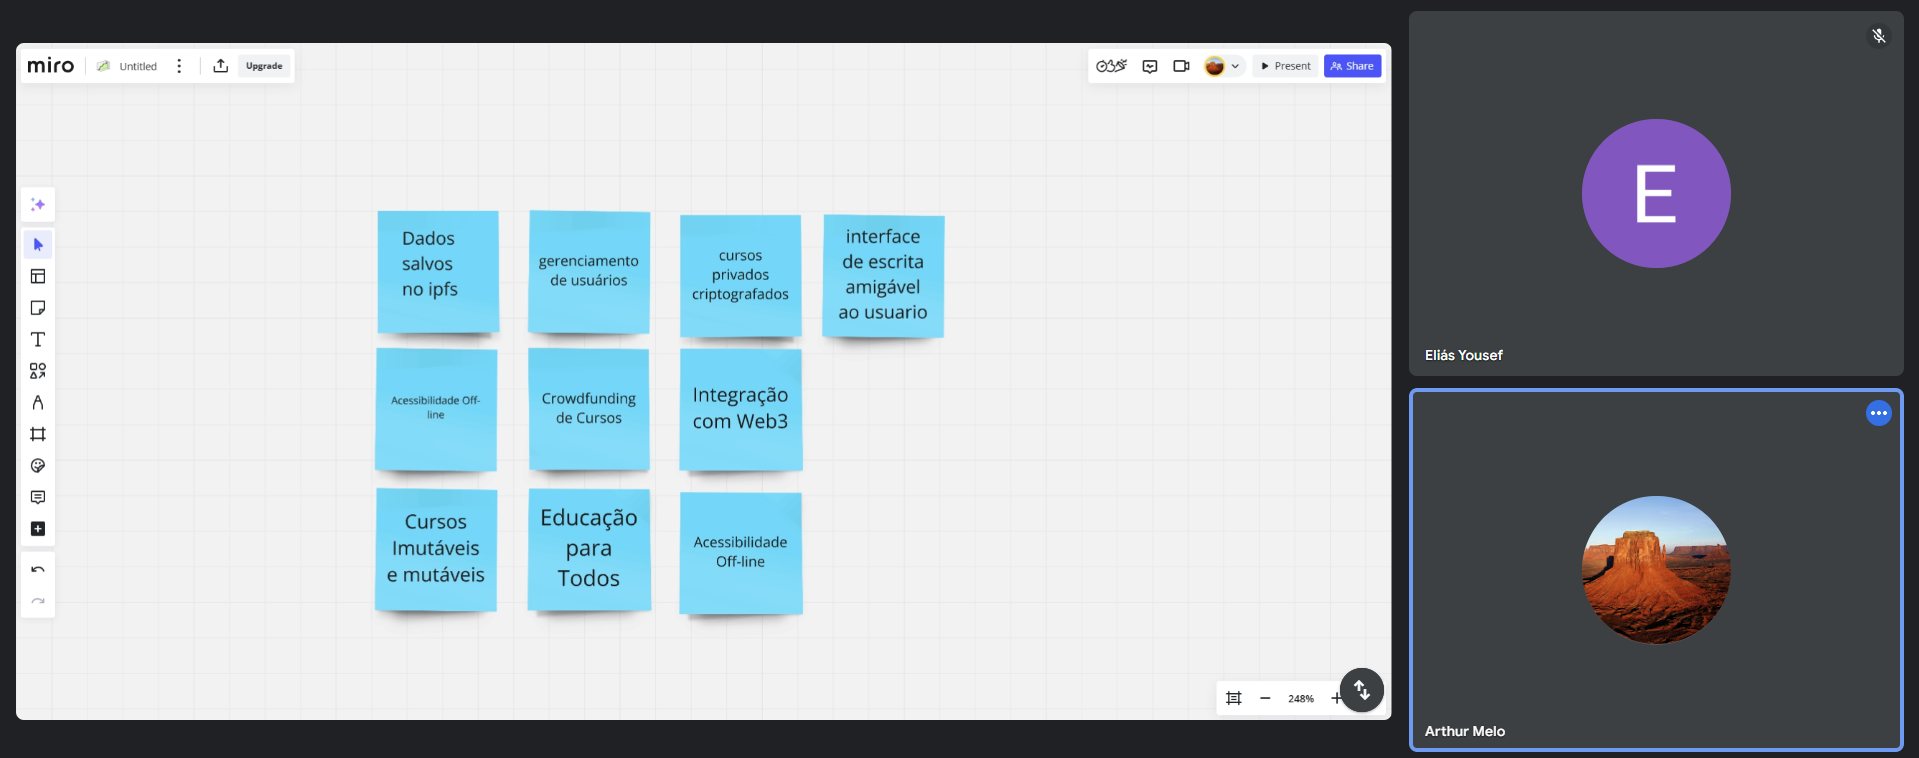 miro
Untitled
Upgrade
Present
Share
Dados
salvos
no ipfs
gerenciamento
de usuários
cursos
privados
criptografados
interface
de escrita
amigável
ao usuario
Acessibilidade Off-
line
Crowdfunding
de Cursos
Integração
com Web3
Cursos
Imutáveis
e mutáveis
Educação
para
Todos
Acessibilidade
Off-line
248%
E
Eliás Yousef
Arthur Melo